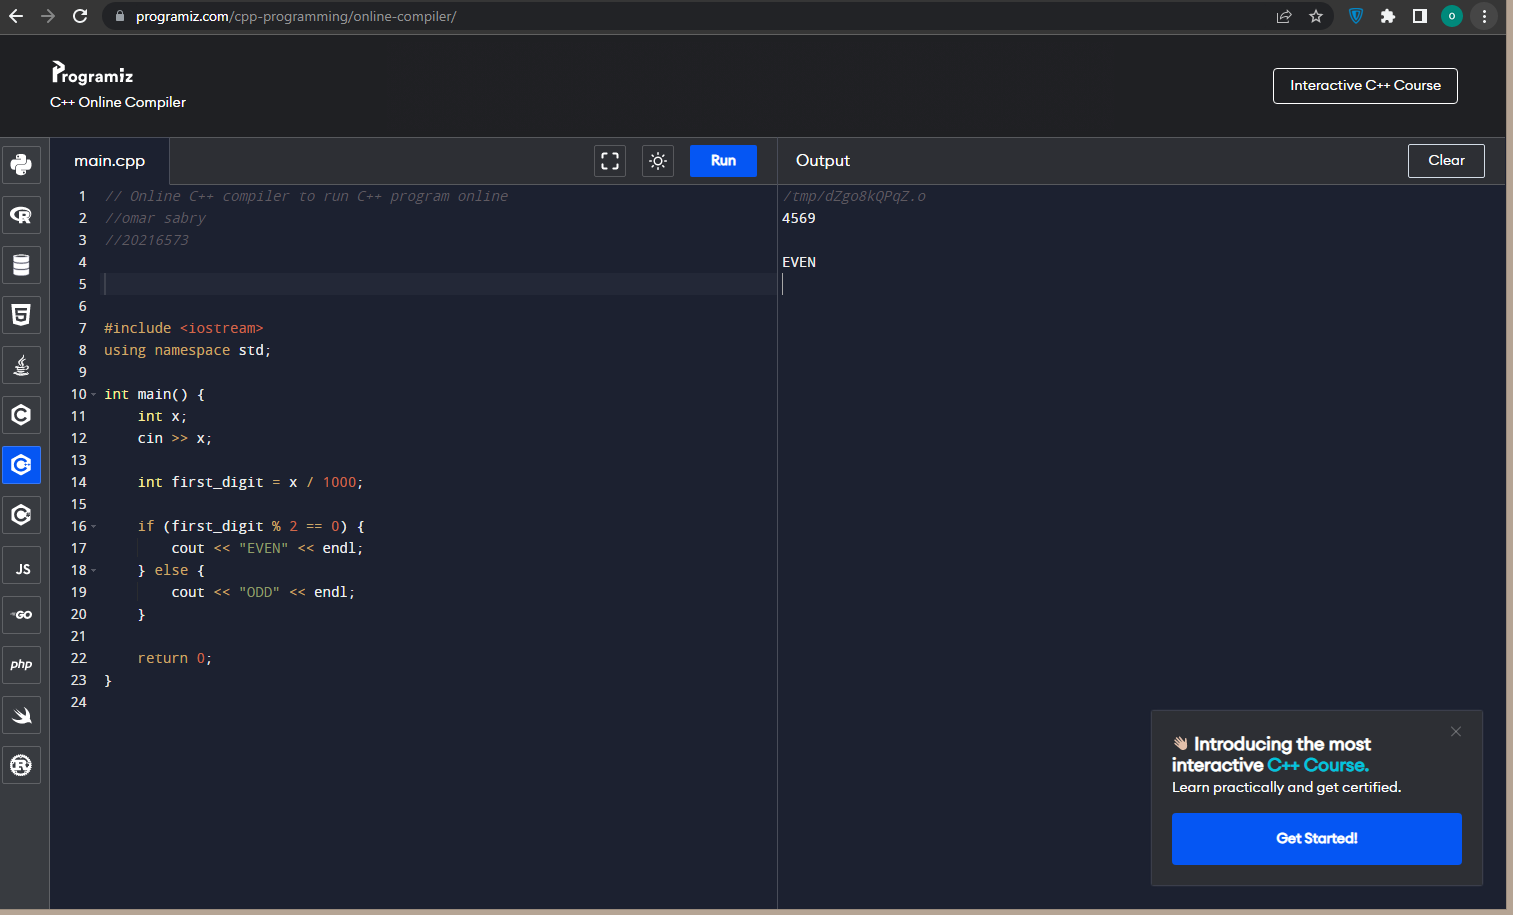 programiz.com/cpp-programming/online-compiler/
O
Programiz
C++ Online Compiler
Interactive C++ Course
main.cpp
Run
Output
Clear
1 // Online C++ compiler to run C++ program online
2 //omar sabry
3 //20216573
4
5
6
7 #include <iostream>
8 using namespace std;
9
10 int main() {
11 int x;
12 cin >> x;
13
14 int first_digit = x / 1000;
15
16 if (first_digit % 2 == 0) {
17 cout << "EVEN" << endl;
18 } else {
19 cout << "ODD" << endl;
20 }
21
22 return 0;
23 }
24
/tmp/dZgo8kQPqZ.o
4569
EVEN
R
5
C
C
C
JS
GO
php
R
👋 Introducing the most
interactive C++ Course.
Learn practically and get certified.
Get Started!